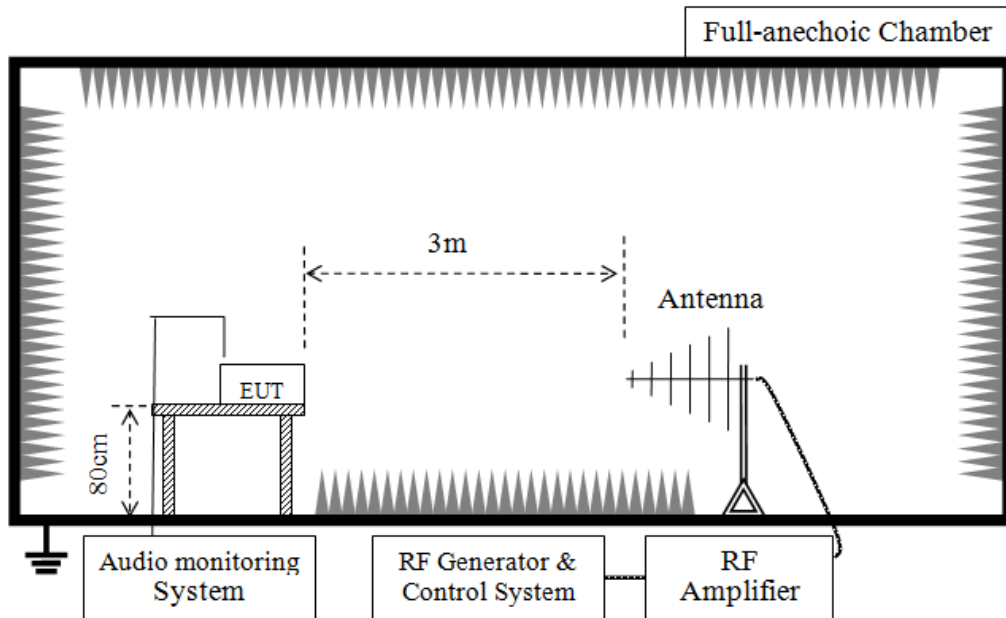 Full-anechoic Chamber
3m
Antenna
EUT
80cm
Audio monitoring
System
RF Generator &
Control System
RF
Amplifier